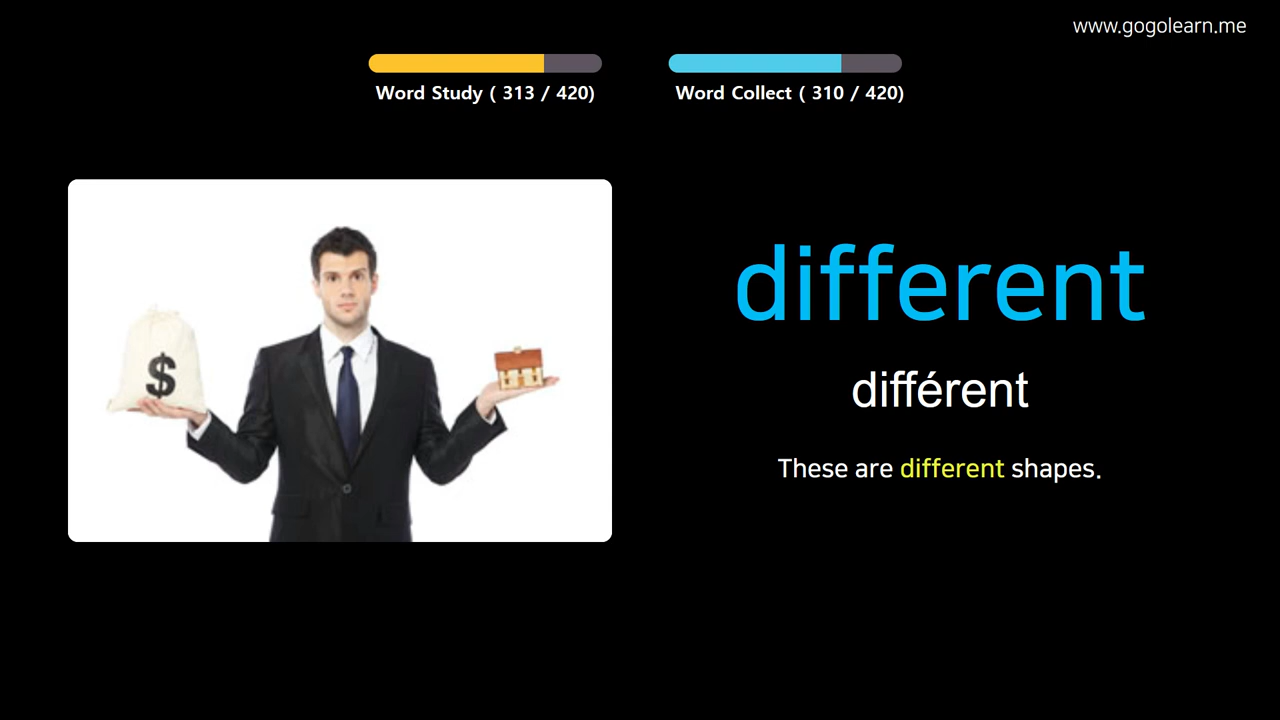 www.gogolearn.me
Word Study ( 313 / 420)
Word Collect ( 310 / 420)
$
different
différent
These are different shapes.